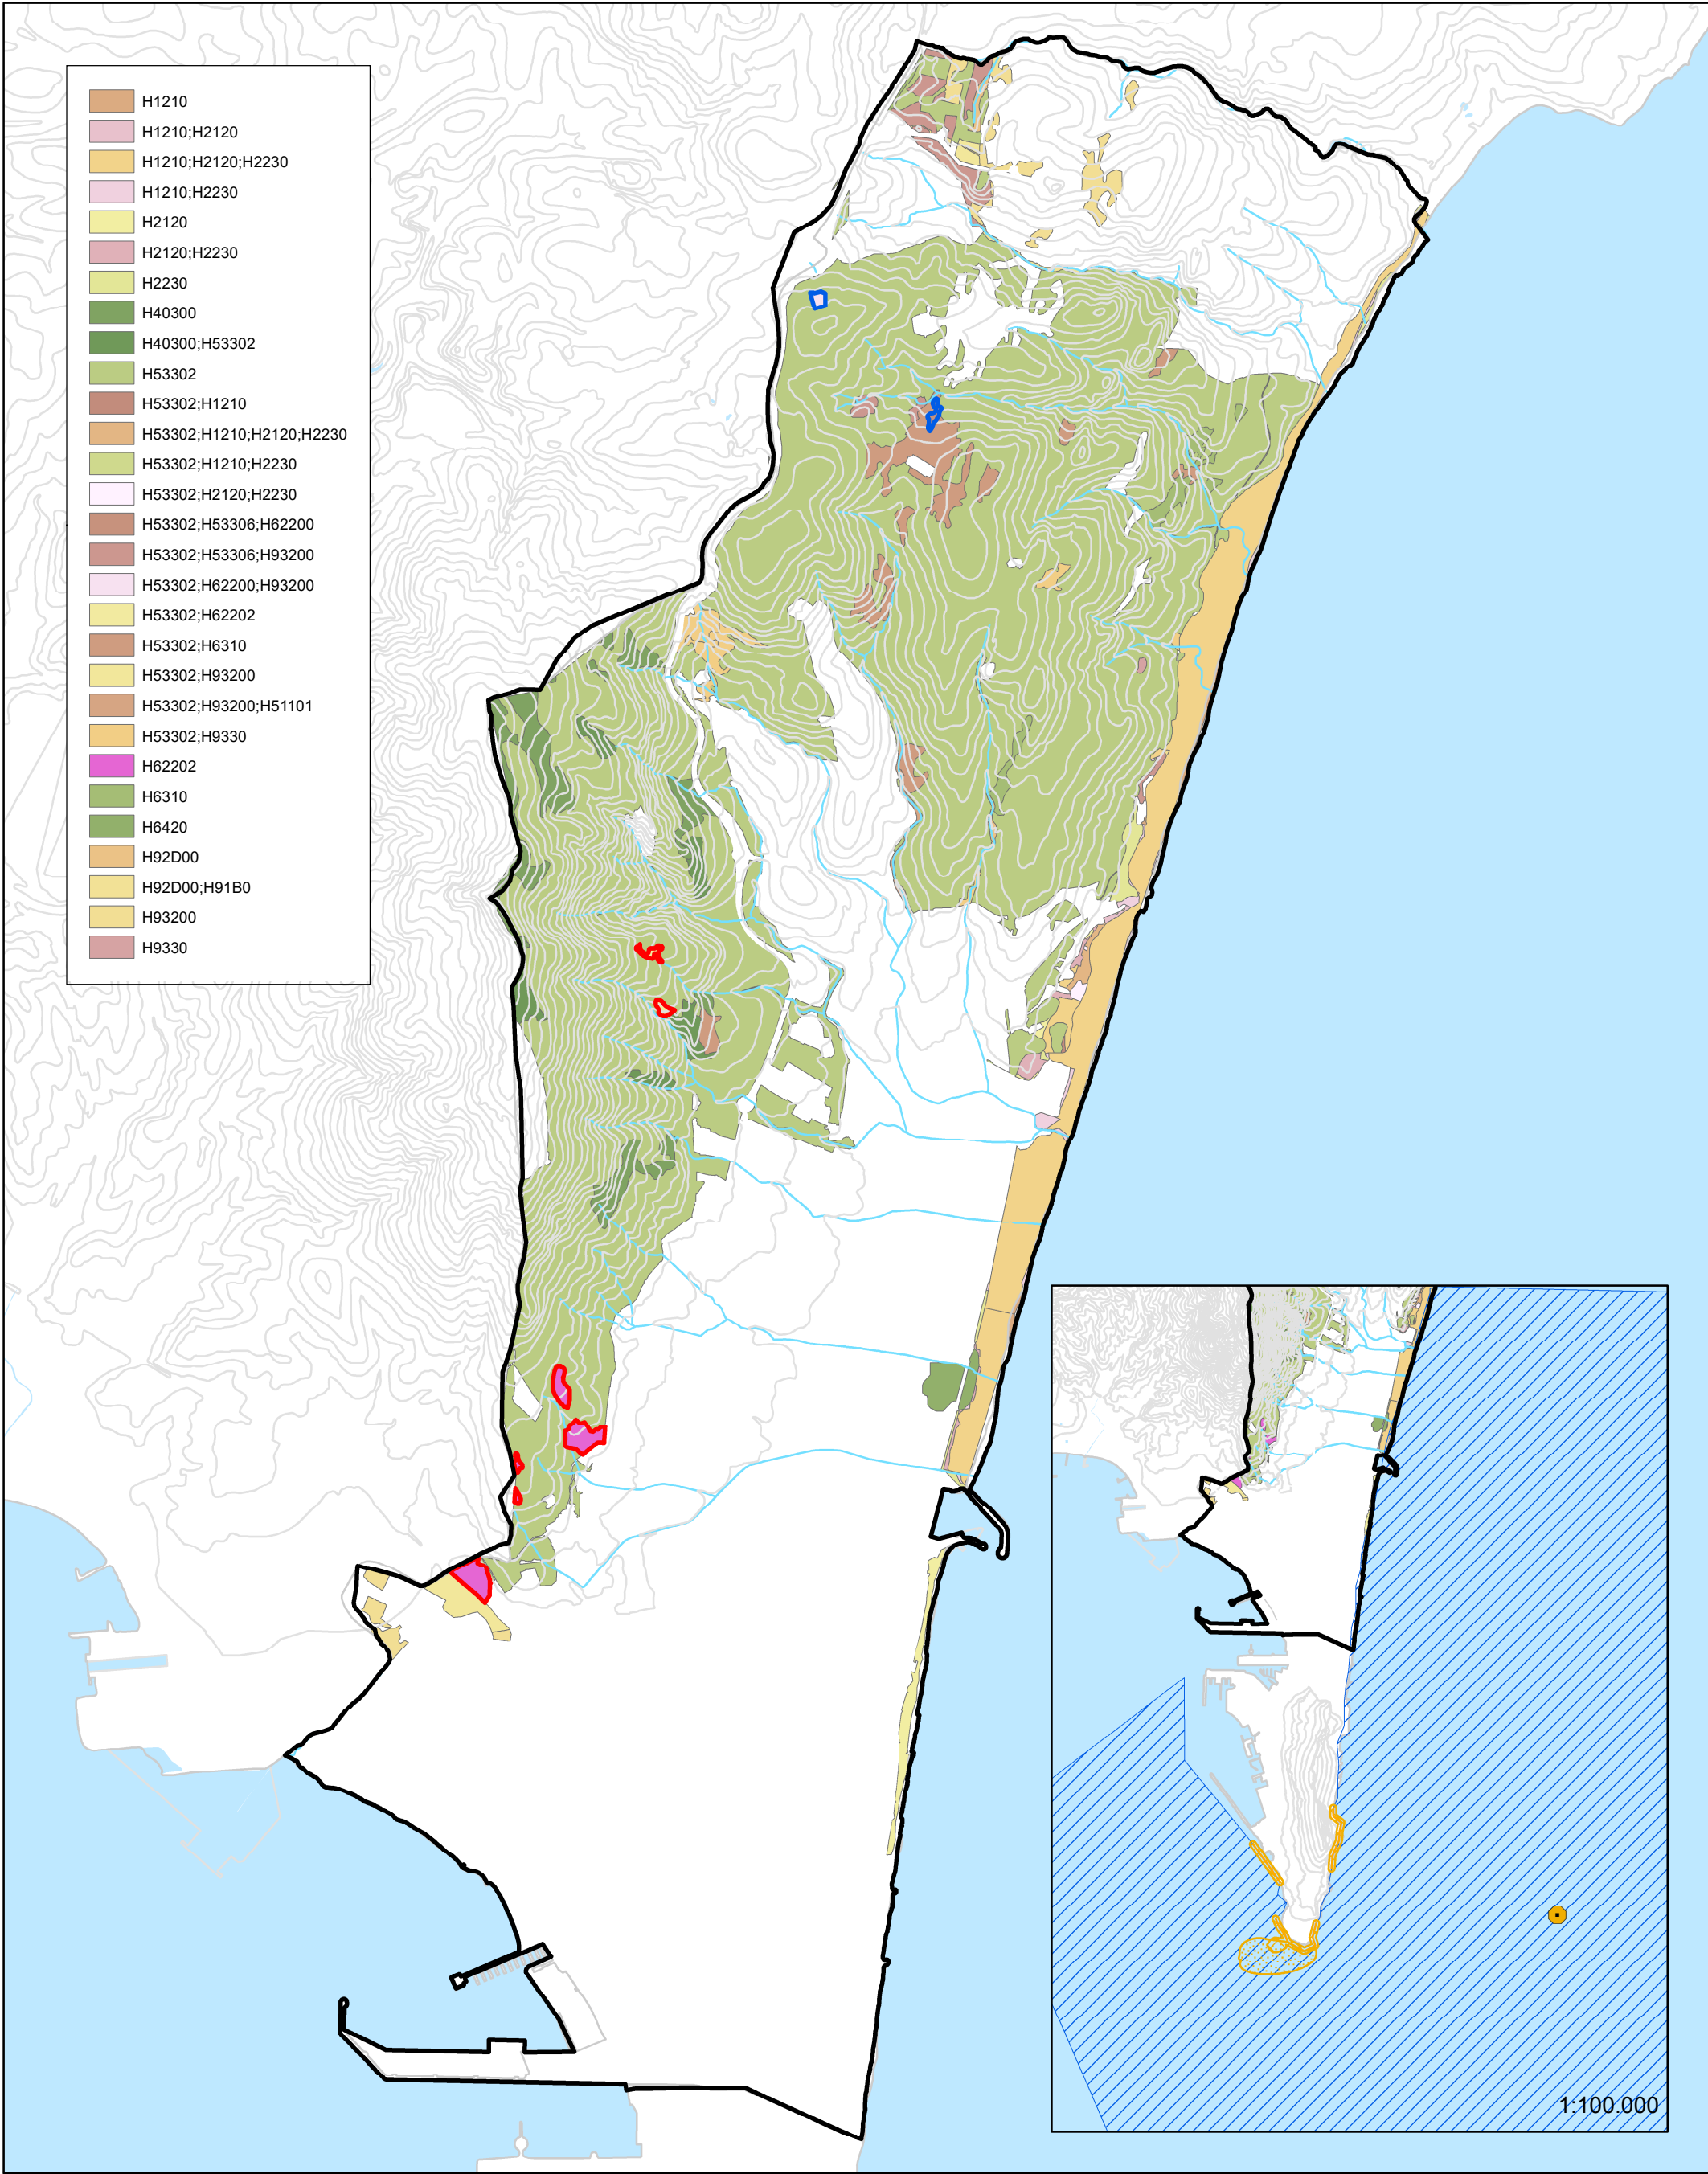 H1210
H1210;H2120
H1210;H2120;H2230
H1210;H2230
H2120
H2120;H2230
H2230
H40300
H40300;H53302
H53302
H53302;H1210
H53302;H1210;H2120;H2230
H53302;H1210;H2230
H53302;H2120;H2230
H53302;H53306;H62200
H53302;H53306;H93200
H53302;H62200;H93200
H53302;H62202
H53302;H6310
H53302;H93200
H53302;H93200;H51101
H53302;H9330
H62202
H6310
H6420
H92D00
H92D00;H91B0
H93200
H9330
1:100.000